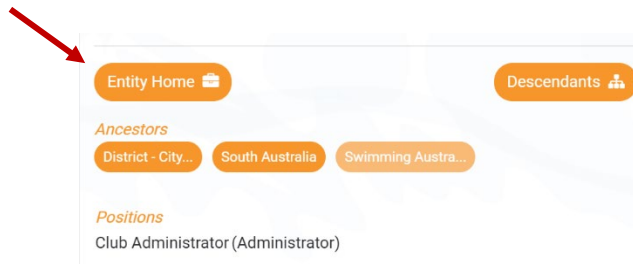 Entity Home
Descendants
Ancestors
District - City...
South Australia
Swimming Austra...
Positions
Club Administrator (Administrator)